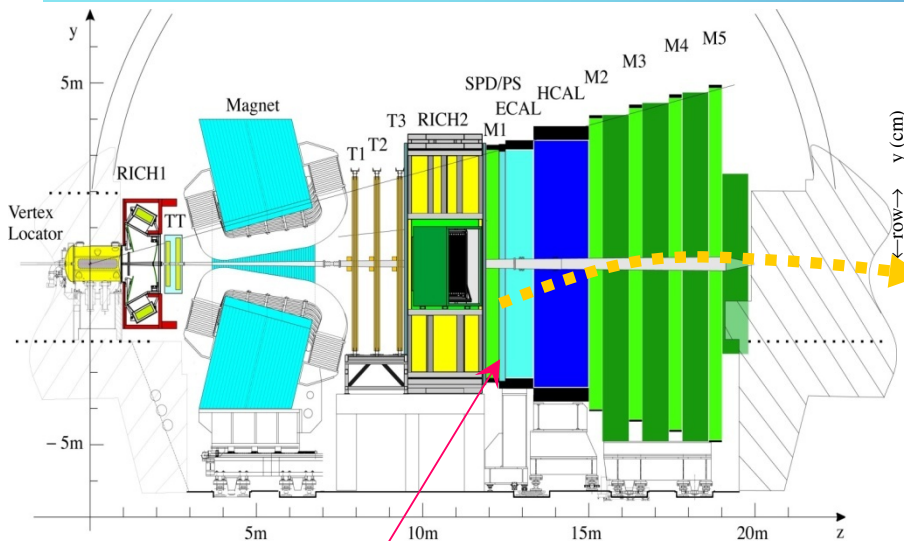 y
5m
Magnet
RICH1
TT
Vertex
Locator
T1
T2
T3
RICH2
M1
SPD/PS
ECAL
HCAL
M2
M3
M4
M5
←row→ y (cm)
– 5m
5m
10m
15m
20m
z